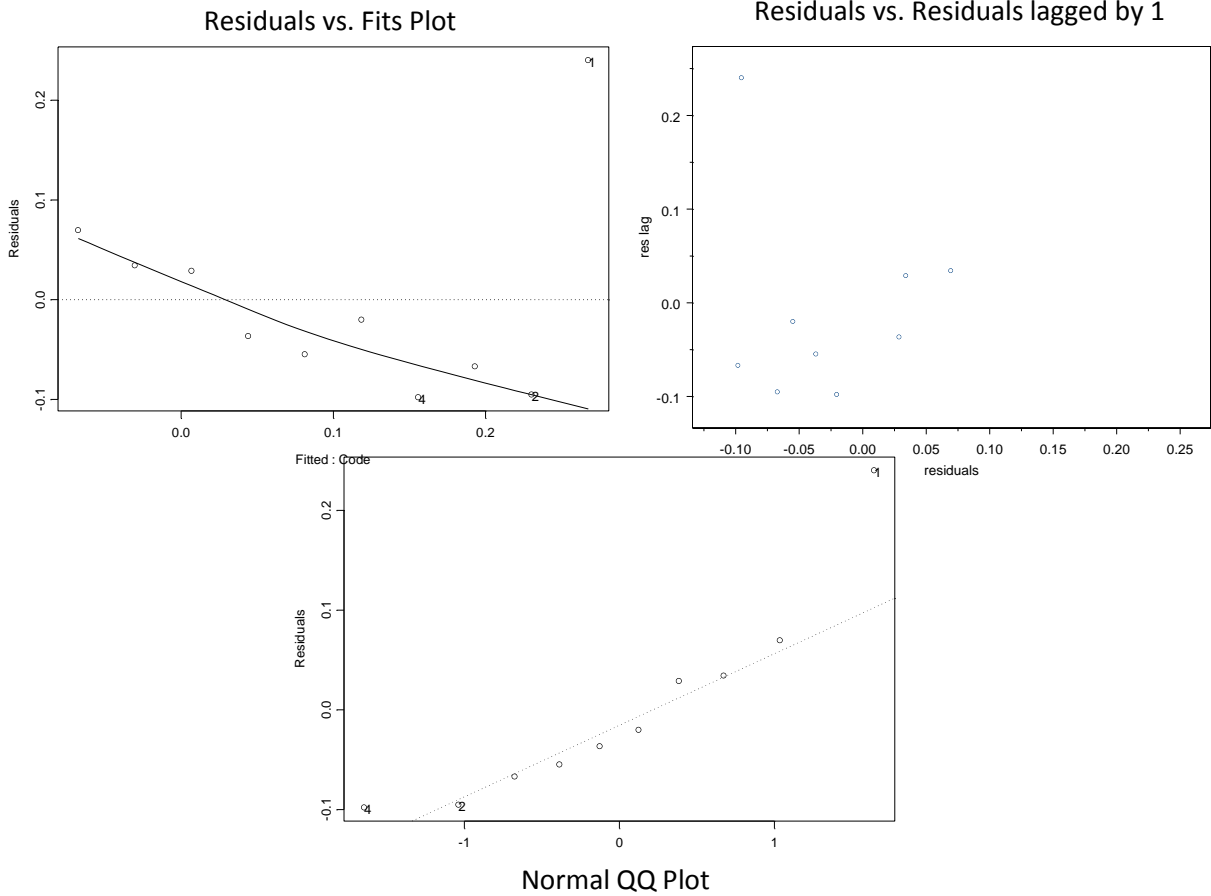 Residuals vs. Fits Plot
Residuals vs. Residuals lagged by 1
Residuals
0.2
0.1
0.0
-0.1
1
4
2
0.0 0.1 0.2
Fitted : Code
res lag
0.2
0.1
0.0
-0.1
-0.10 -0.05 0.00 0.05 0.10 0.15 0.20 0.25
residuals
Residuals
0.2
0.1
0.0
-0.1
1
4
2
-1 0 1
Normal QQ Plot